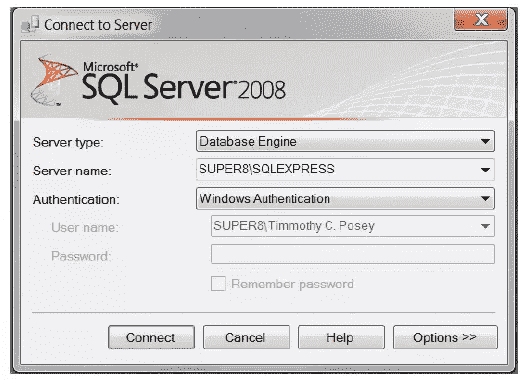 Connect to Server
Microsoft®
SQL Server®2008
Server type: Database Engine
Server name: SUPER8\SQLEXPRESS
Authentication: Windows Authentication
User name: SUPER8\Timmothy C. Posey
Password:
Remember password
Connect Cancel Help Options >>